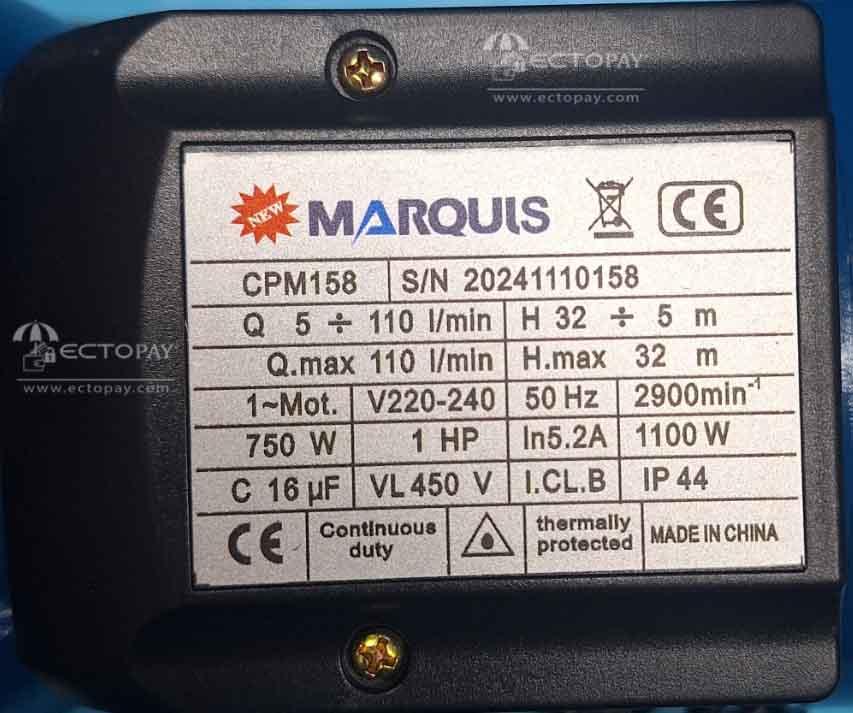 ECTOPAY
www.ectopay.com
NEW MARQUIS CE
CPM158 S/N 20241110158
Q 5 ÷ 110 l/min H 32 ÷ 5 m
Q.max 110 l/min H.max 32 m
ECTOPAY
www.ectopay.com
1~Mot. V220-240 50 Hz 2900min⁻¹
750 W 1 HP In5.2A 1100 W
C 16 µF VL 450 V I.CL.B IP 44
CE Continuous duty thermally protected MADE IN CHINA